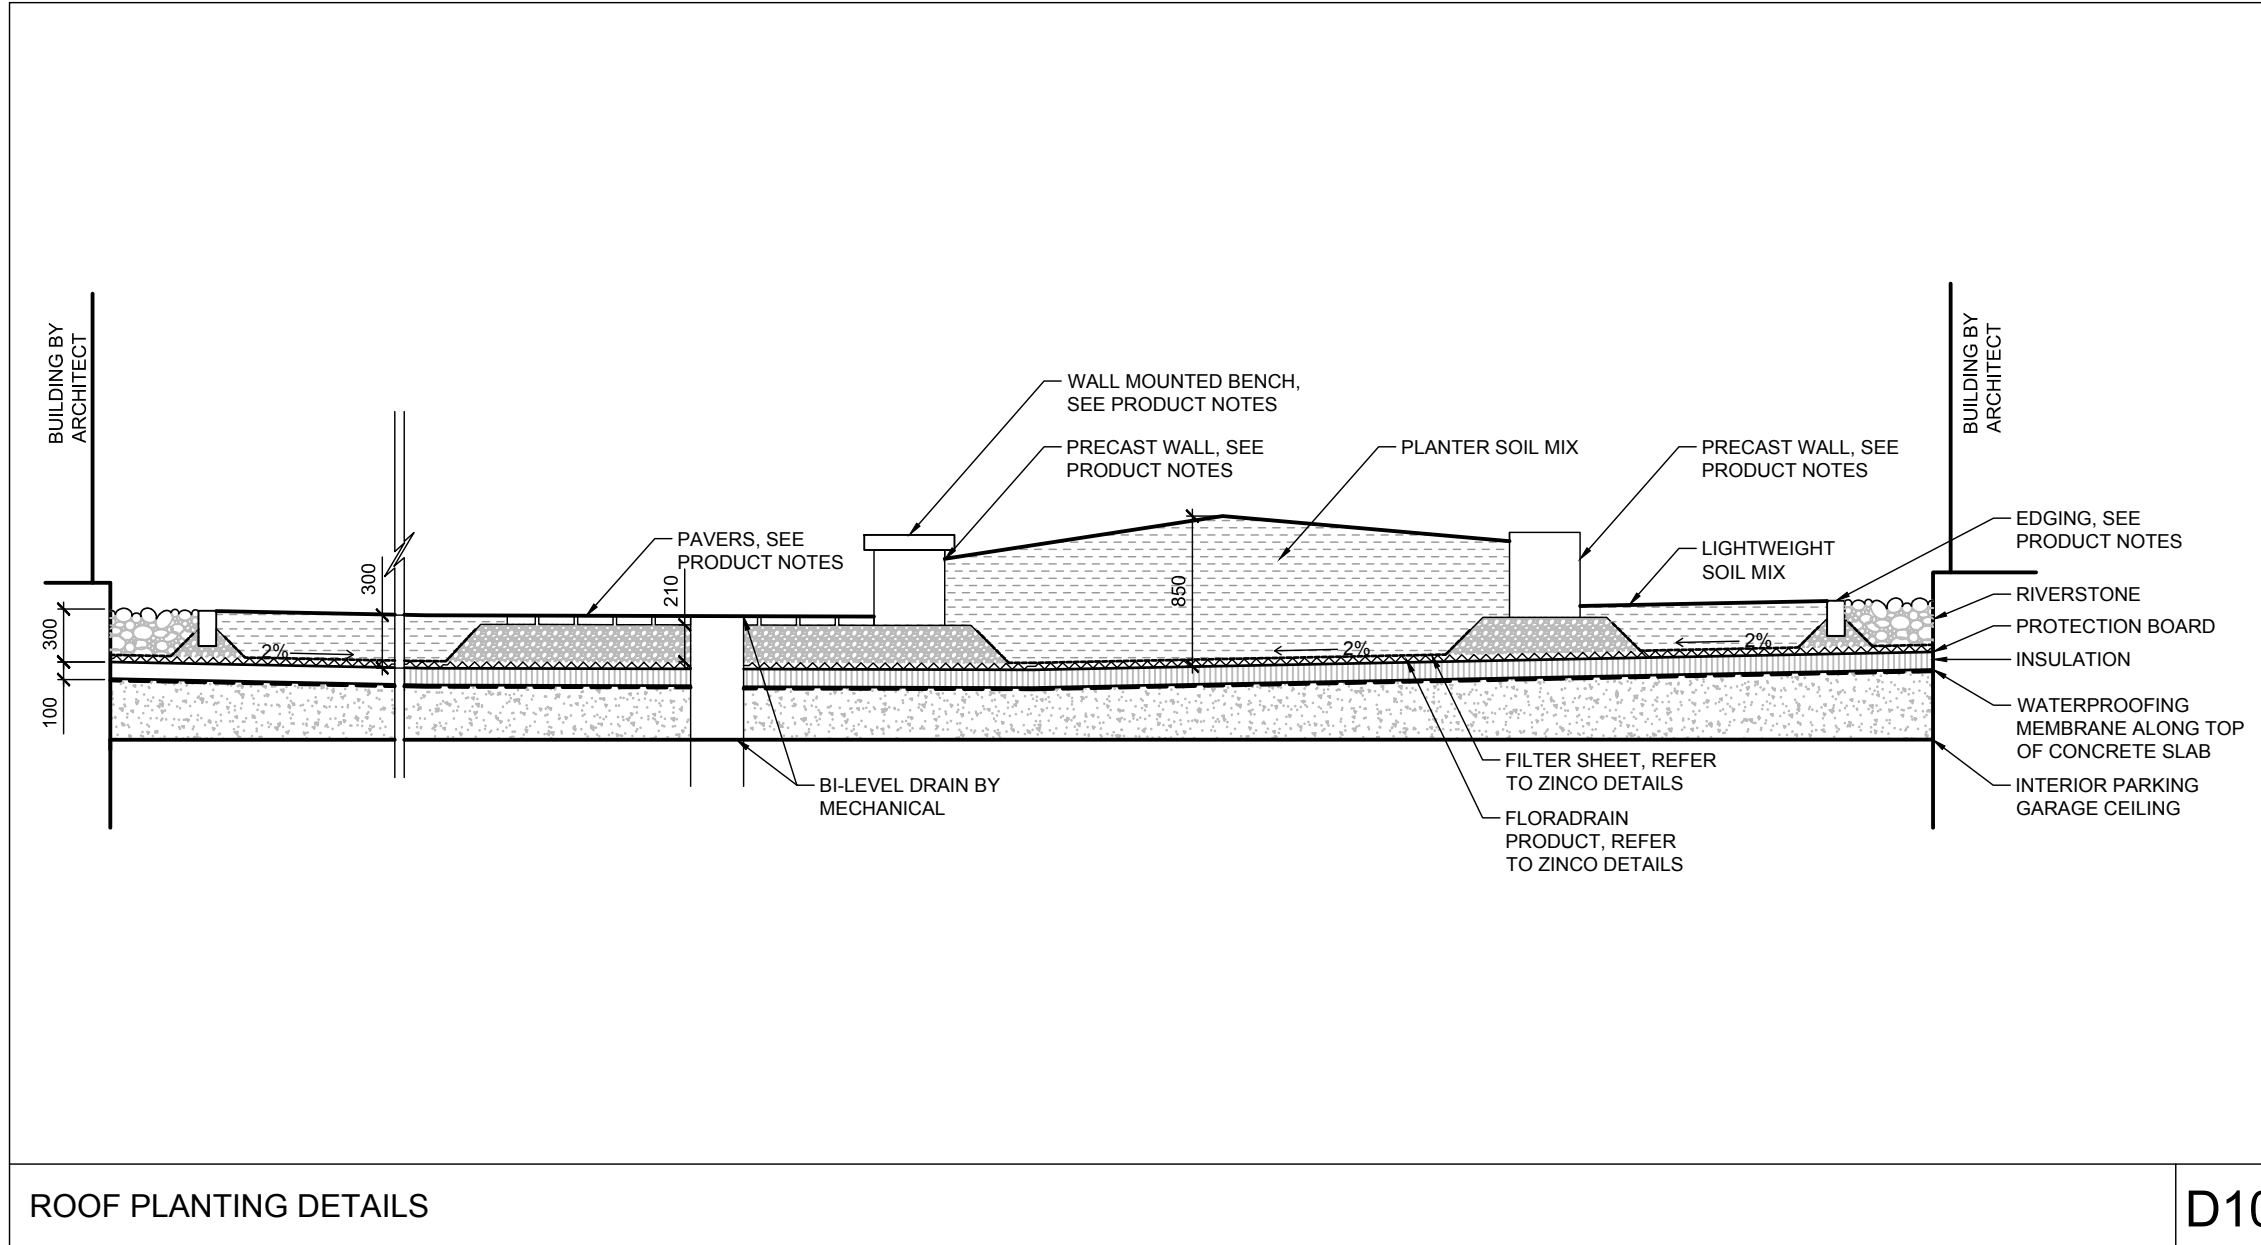 BUILDING BY
ARCHITECT
BUILDING BY
ARCHITECT
WALL MOUNTED BENCH,
SEE PRODUCT NOTES
PRECAST WALL, SEE
PRODUCT NOTES
PLANTER SOIL MIX
PRECAST WALL, SEE
PRODUCT NOTES
PAVERS, SEE
PRODUCT NOTES
LIGHTWEIGHT
SOIL MIX
EDGING, SEE
PRODUCT NOTES
RIVERSTONE
PROTECTION BOARD
INSULATION
WATERPROOFING
MEMBRANE ALONG TOP
OF CONCRETE SLAB
INTERIOR PARKING
GARAGE CEILING
300
100
300
210
850
2%
2%
2%
BI-LEVEL DRAIN BY
MECHANICAL
FILTER SHEET, REFER
TO ZINCO DETAILS
FLORADRAIN
PRODUCT, REFER
TO ZINCO DETAILS
ROOF PLANTING DETAILS
D10